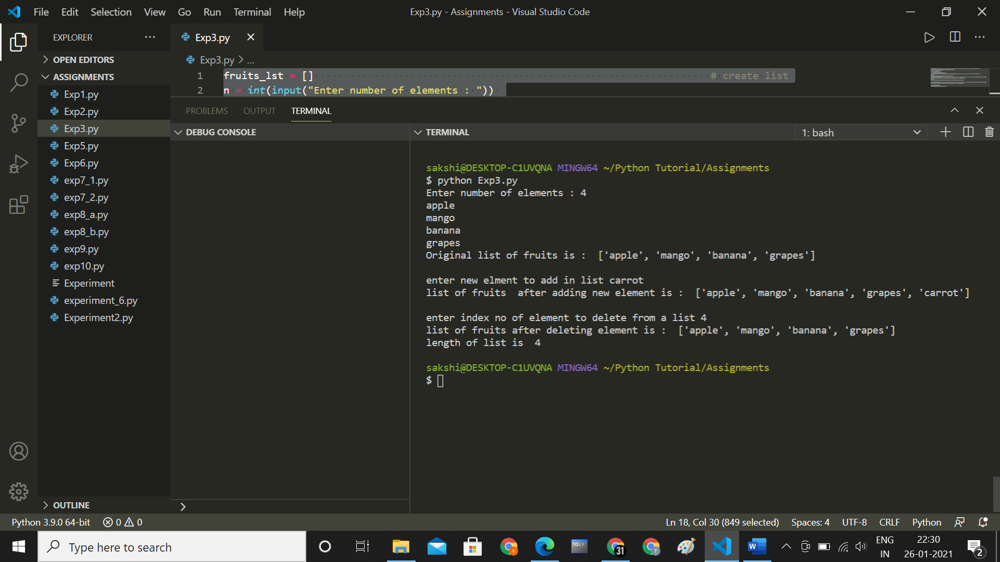 File Edit Selection View Go Run Terminal Help
Exp3.py - Assignments - Visual Studio Code
EXPLORER
Exp3.py
OPEN EDITORS
Exp3.py > ...
ASSIGNMENTS
1 fruits_lst = [] # create list
2 n = int(input("Enter number of elements : "))
Exp1.py
Exp2.py
Exp3.py
Exp5.py
Exp6.py
exp7_1.py
exp7_2.py
exp8_a.py
exp8_b.py
exp9.py
exp10.py
Experiment
experiment_6.py
Experiment2.py
OUTLINE
PROBLEMS OUTPUT TERMINAL
DEBUG CONSOLE
TERMINAL
1: bash
sakshi@DESKTOP-C1UVQNA MINGW64 ~/Python Tutorial/Assignments
$ python Exp3.py
Enter number of elements : 4
apple
mango
banana
grapes
Original list of fruits is :  ['apple', 'mango', 'banana', 'grapes']
enter new elment to add in list carrot
list of fruits  after adding new element is :  ['apple', 'mango', 'banana', 'grapes', 'carrot']
enter index no of element to delete from a list 4
list of fruits after deleting element is :  ['apple', 'mango', 'banana', 'grapes']
length of list is  4
sakshi@DESKTOP-C1UVQNA MINGW64 ~/Python Tutorial/Assignments
$
Python 3.9.0 64-bit 0 0
Ln 18, Col 30 (849 selected) Spaces: 4 UTF-8 CRLF Python
Type here to search
S
SQL>
31
T
W
ENG
IN
22:30
26-01-2021
2